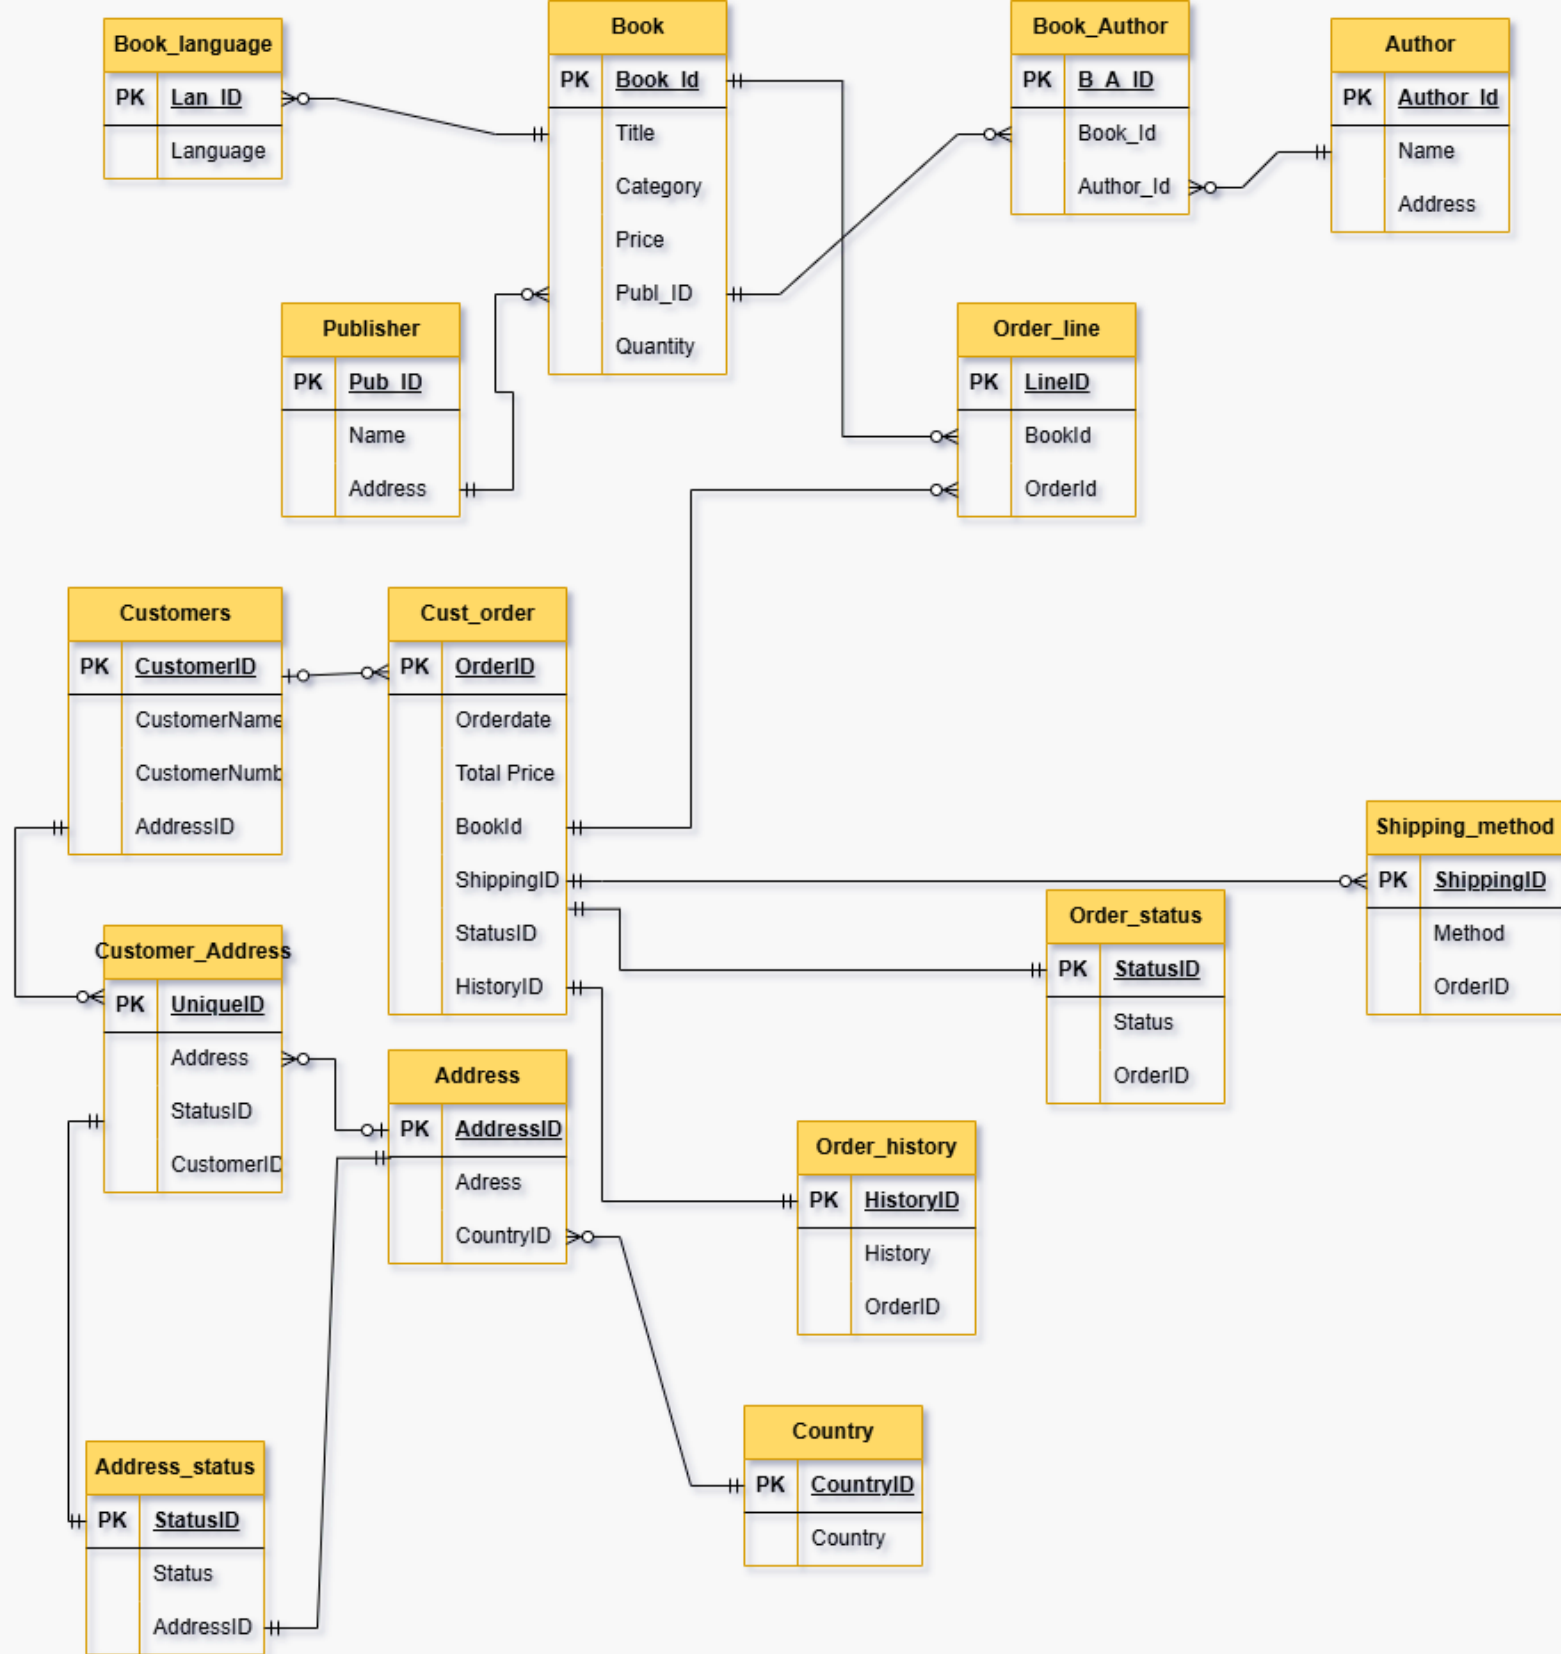 Book_language
PK Lan_ID
Language
Book
PK Book_Id
Title
Category
Price
Publ_ID
Quantity
Book_Author
PK B_A_ID
Book_Id
Author_Id
Author
PK Author_Id
Name
Address
Publisher
PK Pub_ID
Name
Address
Order_line
PK LineID
BookId
OrderId
Customers
PK CustomerID
CustomerName
CustomerNumb
AddressID
Cust_order
PK OrderID
Orderdate
Total Price
BookId
ShippingID
StatusID
HistoryID
Shipping_method
PK ShippingID
Method
OrderID
Order_status
PK StatusID
Status
OrderID
Customer_Address
PK UniqueID
Address
StatusID
CustomerID
Address
PK AddressID
Adress
CountryID
Order_history
PK HistoryID
History
OrderID
Country
PK CountryID
Country
Address_status
PK StatusID
Status
AddressID